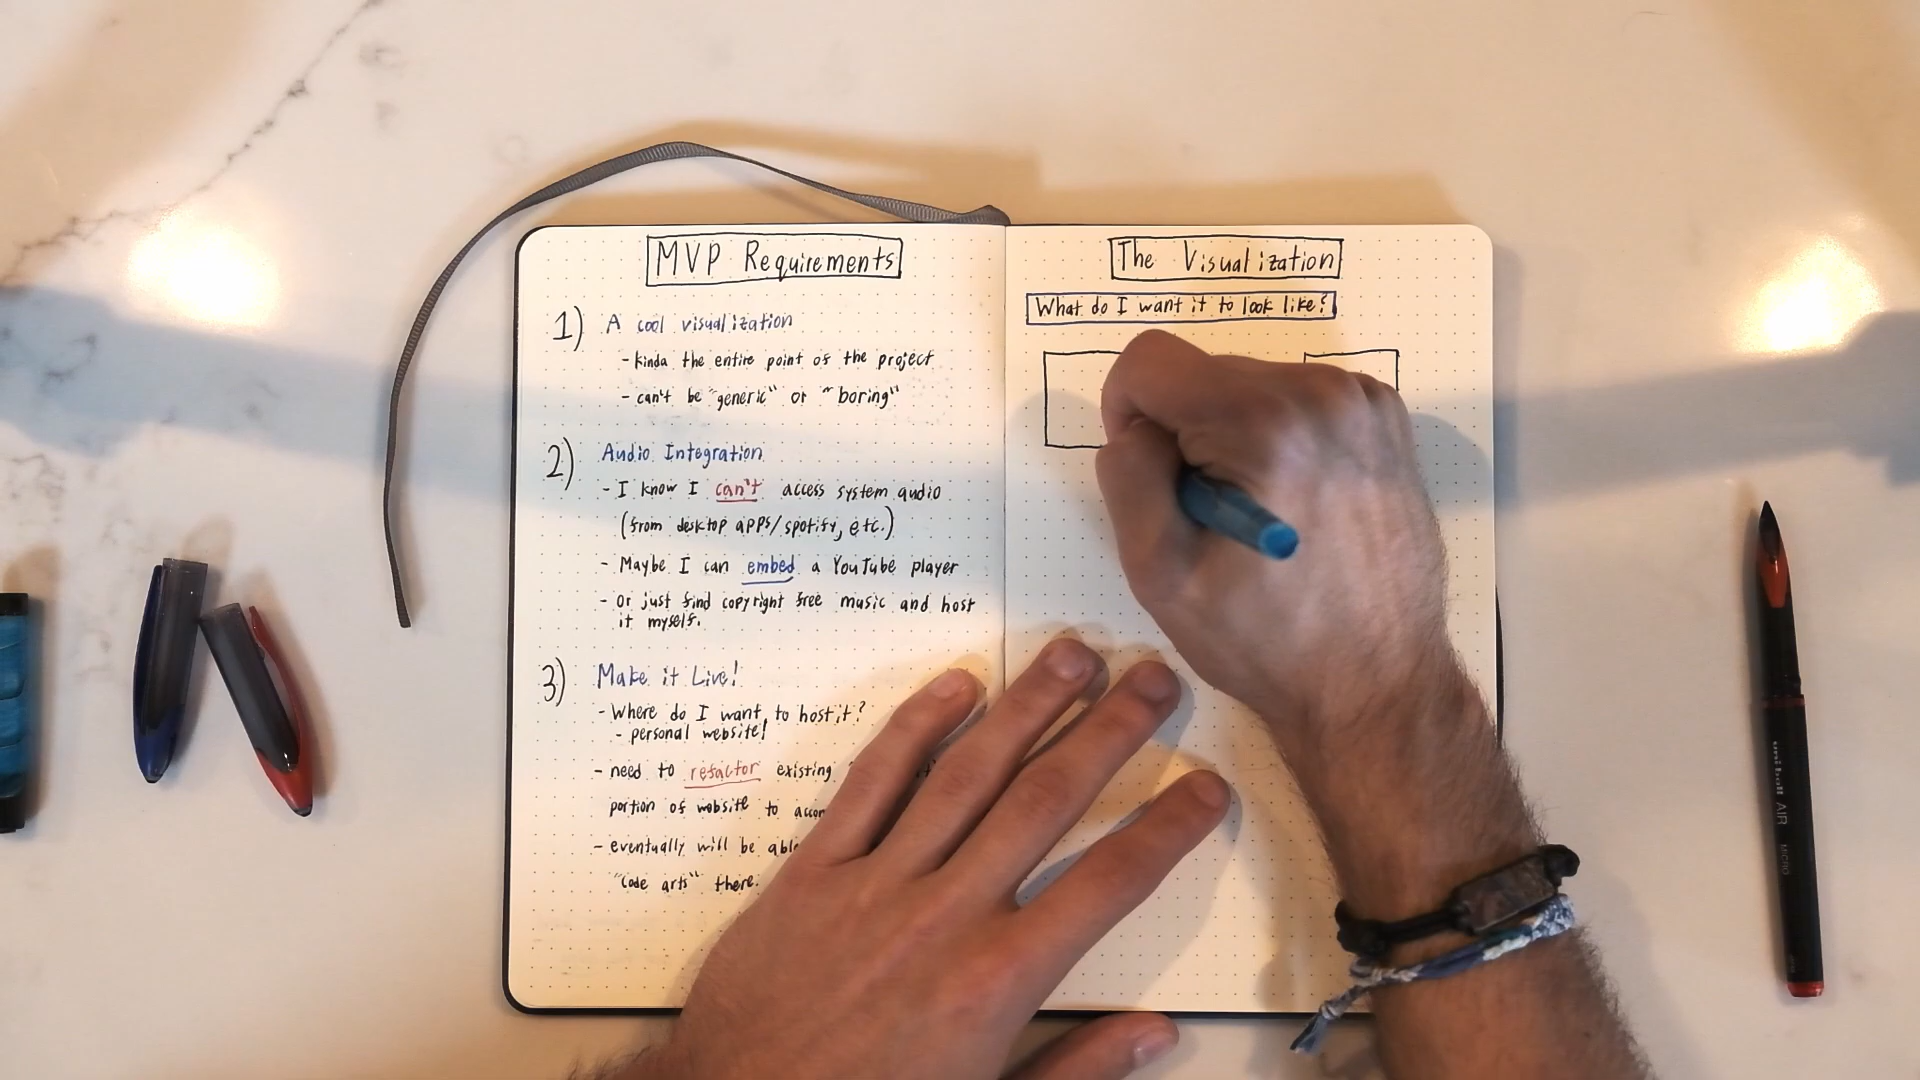 MVP Requirements
1) A cool visualization
- kinda the entire point of the project
- can't be "generic" or "boring"
2) Audio Integration
- I know I can't access system audio
(from desktop apps/spotify, etc.)
- Maybe I can embed a YouTube player
- Or just find copyright free music and host
it myself.
3) Make it Live!
- Where do I want to host it?
- personal website!
- need to refactor existing
portion of website to
- eventually will be able
"code arts" there.
The Visualization
What do I want it to look like?
uni-ball AIR
MICRO